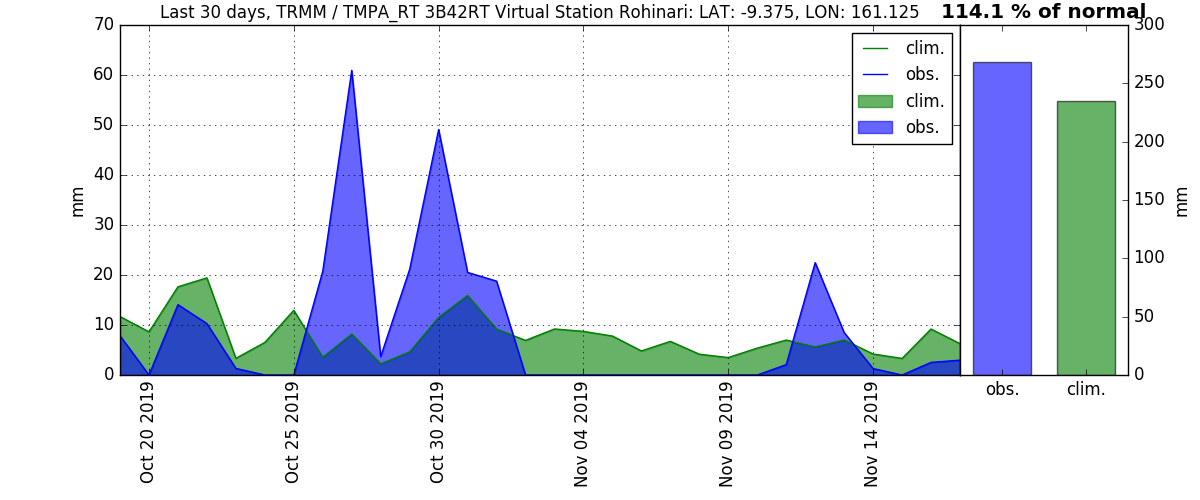 Last 30 days, TRMM / TMPA_RT 3B42RT Virtual Station Rohinari: LAT: -9.375, LON: 161.125
114.1 % of normal
70
60
50
40
30
20
10
0
mm
clim.
obs.
clim.
obs.
Oct 20 2019
Oct 25 2019
Oct 30 2019
Nov 04 2019
Nov 09 2019
Nov 14 2019
300
250
200
150
100
50
0
mm
obs.
clim.